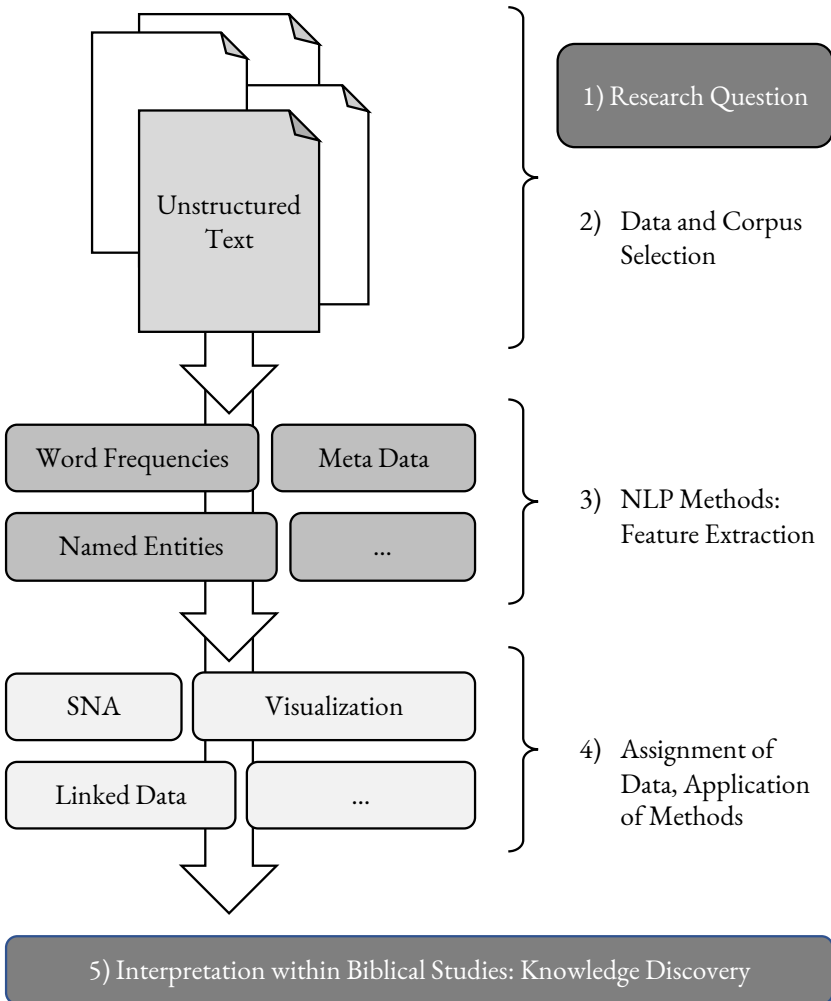 1) Research Question
Unstructured
Text
2) Data and Corpus
Selection
Word Frequencies
Meta Data
Named Entities
...
3) NLP Methods:
Feature Extraction
SNA
Visualization
Linked Data
...
4) Assignment of
Data, Application
of Methods
5) Interpretation within Biblical Studies: Knowledge Discovery